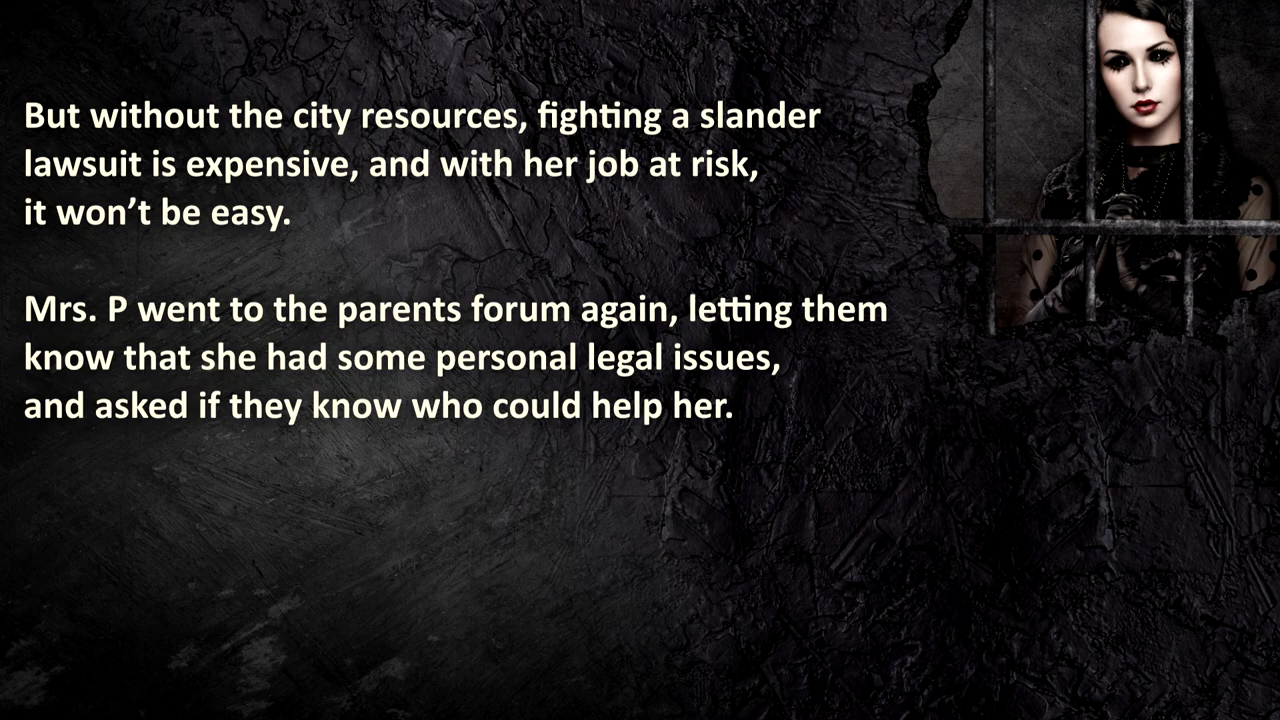 But without the city resources, fighting a slander
lawsuit is expensive, and with her job at risk,
it won’t be easy.
Mrs. P went to the parents forum again, letting them
know that she had some personal legal issues,
and asked if they know who could help her.